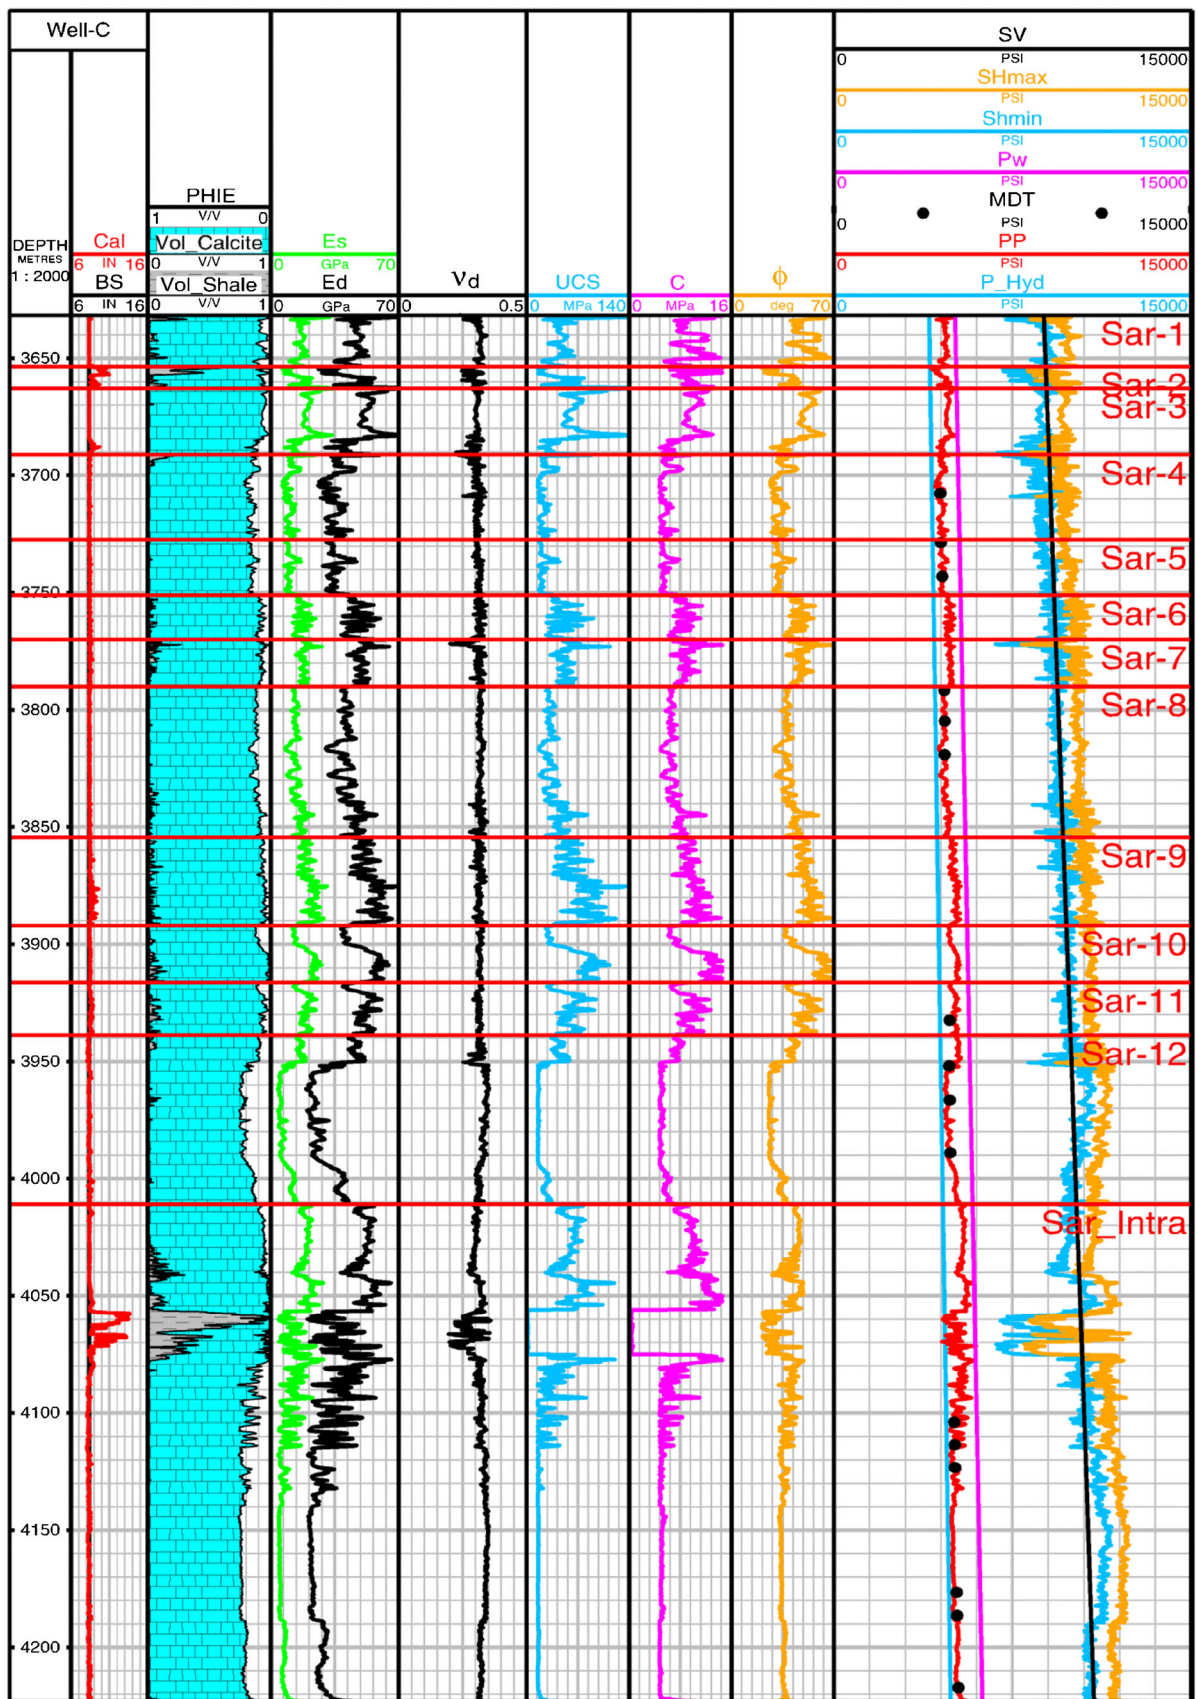 Well-C
DEPTH
METRES
1 : 2000
Cal
6 IN 16
BS
6 IN 16
PHIE
1 V/V 0
Vol_Calcite
0 V/V 1
Vol_Shale
0 V/V 1
Es
0 GPa 70
Ed
0 GPa 70
νd
0.5
UCS
0 MPa 140
C
0 MPa 16
ϕ
0 deg 70
SV
0 PSI 15000
SHmax
0 PSI 15000
Shmin
0 PSI 15000
Pw
0 PSI 15000
MDT
0 PSI 15000
PP
0 PSI 15000
P_Hyd
0 PSI 15000
Sar-1
3650
Sar-2
Sar-3
3700
Sar-4
Sar-5
3750
Sar-6
Sar-7
3800
Sar-8
3850
Sar-9
3900
Sar-10
Sar-11
3950
Sar-12
4000
Sar_Intra
4050
4100
4150
4200